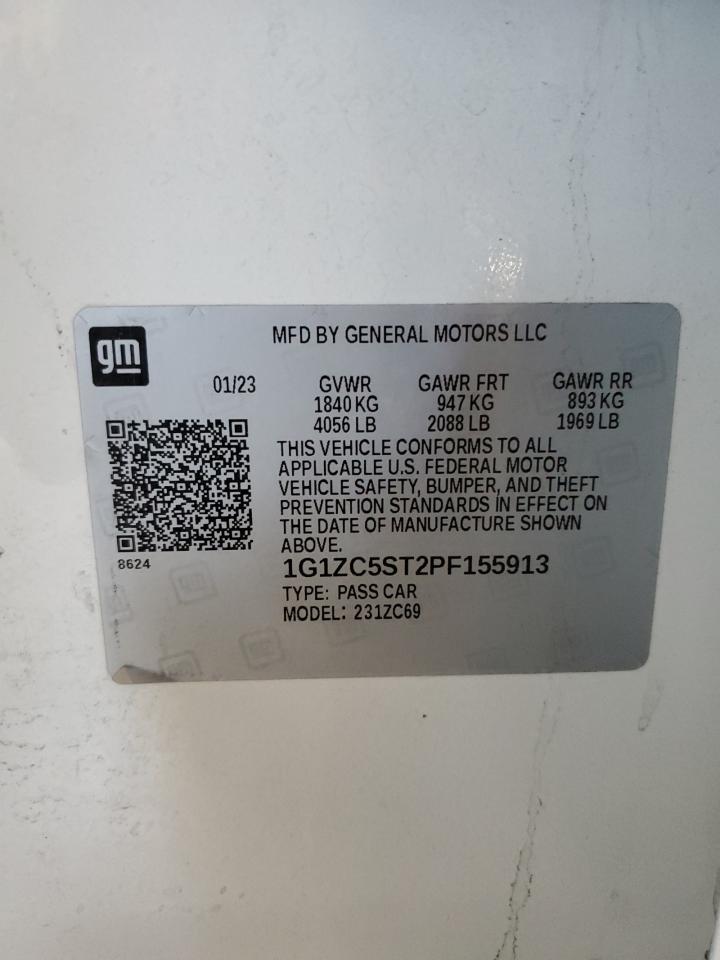 gm
MFD BY GENERAL MOTORS LLC
01/23 GVWR GAWR FRT GAWR RR
1840 KG 947 KG 893 KG
4056 LB 2088 LB 1969 LB
THIS VEHICLE CONFORMS TO ALL
APPLICABLE U.S. FEDERAL MOTOR
VEHICLE SAFETY, BUMPER, AND THEFT
PREVENTION STANDARDS IN EFFECT ON
THE DATE OF MANUFACTURE SHOWN
ABOVE.
8624
1G1ZC5ST2PF155913
TYPE: PASS CAR
MODEL: 231ZC69